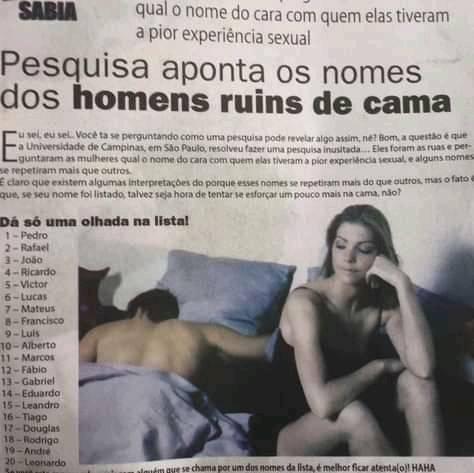 SABIA
qual o nome do cara com quem elas tiveram
a pior experiência sexual
Pesquisa aponta os nomes
dos homens ruins de cama
Eu sei, eu sei.. Você ta se perguntando como uma pesquisa pode revelar algo assim, né? Bom, a questão é que
a Universidade de Campinas, em São Paulo, resolveu fazer uma pesquisa inusitada... Eles foram as ruas e per-
guntaram as mulheres qual o nome do cara com quem elas tiveram a pior experiência sexual, e alguns nomes
se repetiram mais que outros.
É claro que existem algumas interpretações do porque esses nomes se repetiram mais do que outros, mas o fato é
que, se seu nome foi listado, talvez seja hora de tentar se esforçar um pouco mais na cama, não?
Dá só uma olhada na lista!
1 – Pedro
2 – Rafael
3 – João
4 – Ricardo
5 – Victor
6 – Lucas
7 – Mateus
8 – Francisco
9 – Luis
10 – Alberto
11 – Marcos
12 – Fábio
13 – Gabriel
14 – Eduardo
15 – Leandro
16 – Tiago
17 – Douglas
18 – Rodrigo
19 – André
20 – Leonardo
alguém que se chama por um dos nomes da lista, é melhor ficar atenta(o)! HAHA